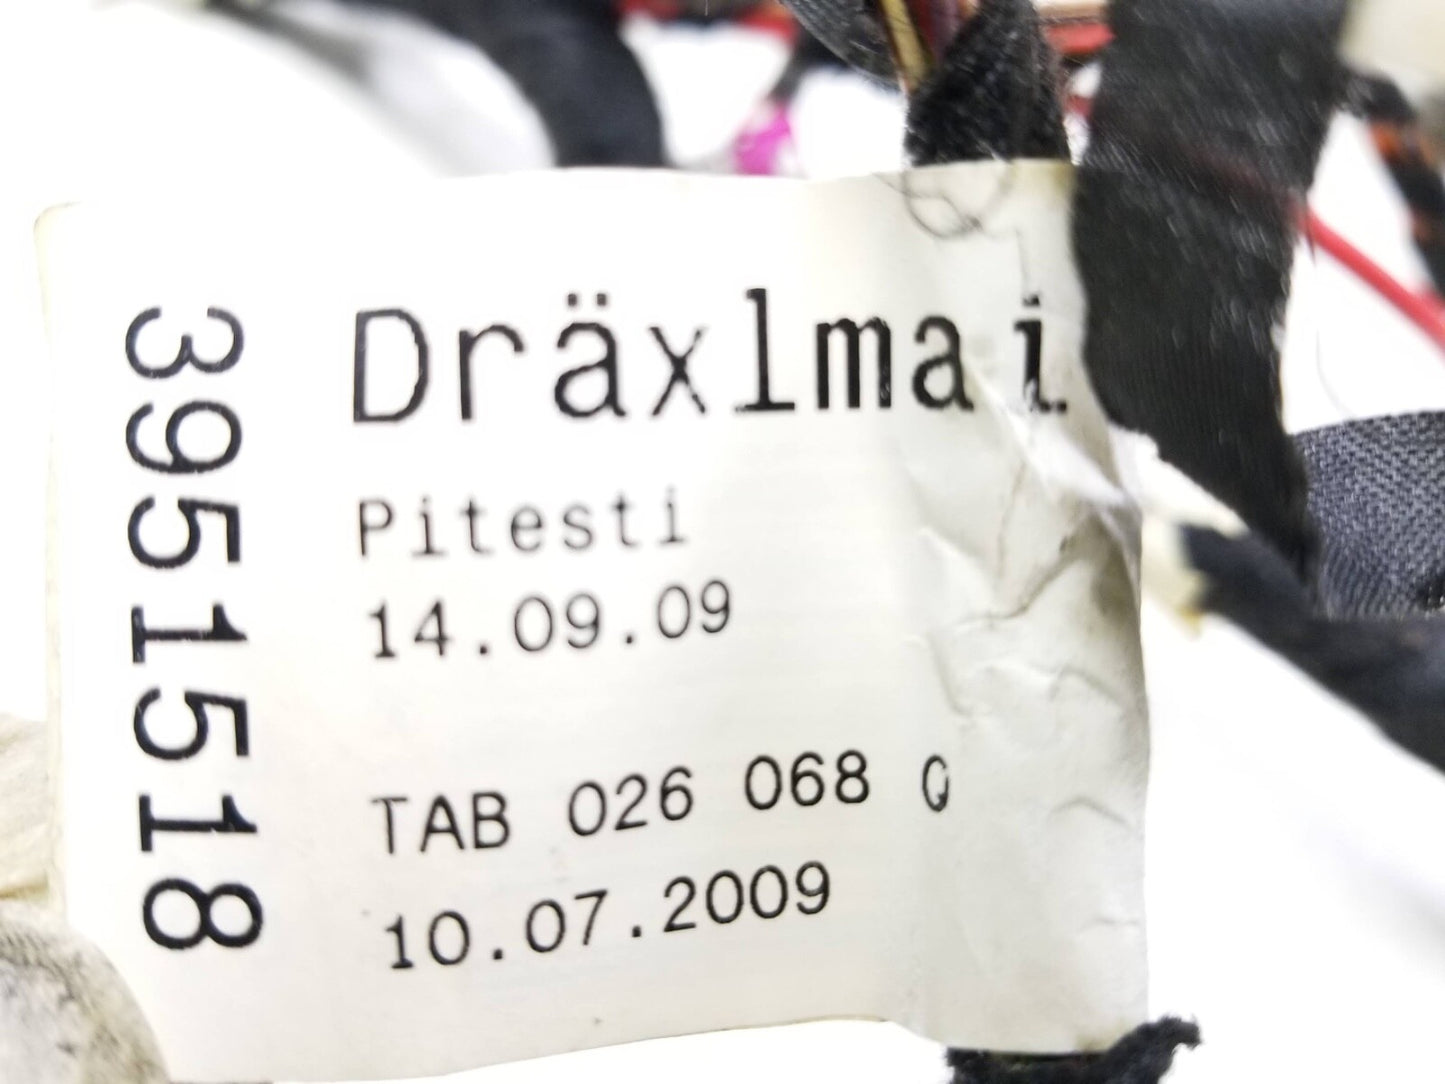 Dräxlmai
Pitesti
14.09.09
TAB 026 068 Q
10.07.2009
3951518